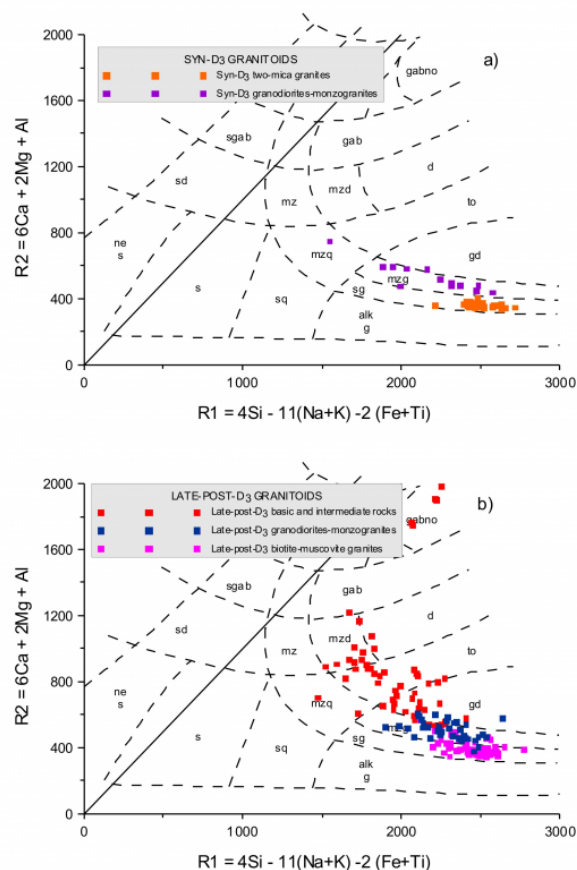 2000
1600
1200
800
400
0
R2 = 6Ca + 2Mg + Al
SYN-D3 GRANITOIDS
Syn-D3 two-mica granites
Syn-D3 granodiorites-monzogranites
a)
gabno
sgab
gab
sd
mz
mzd
d
to
ne
s
mzq
gd
s
sq
sg
mzg
alk
g
0
1000
2000
3000
R1 = 4Si - 11(Na+K) -2 (Fe+Ti)
2000
1600
1200
800
400
0
R2 = 6Ca + 2Mg + Al
LATE-POST-D3 GRANITOIDS
Late-post-D3 basic and intermediate rocks
Late-post-D3 granodiorites-monzogranites
Late-post-D3 biotite-muscovite granites
b)
gabno
sgab
gab
sd
mz
mzd
d
to
ne
s
mzq
gd
s
sq
sg
mzg
alk
g
0
1000
2000
3000
R1 = 4Si - 11(Na+K) -2 (Fe+Ti)